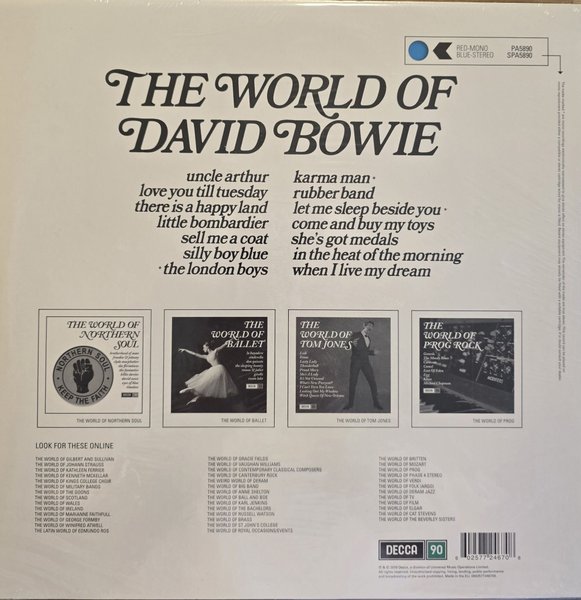 RED-MONO PA5890
BLUE-STEREO SPA5890
THE WORLD OF
DAVID BOWIE
uncle arthur
love you till tuesday
there is a happy land
little bombardier
sell me a coat
silly boy blue
·the london boys
karma man·
rubber band
let me sleep beside you·
come and buy my toys
she's got medals
in the heat of the morning
when I live my dream
THE WORLD OF
NORTHERN
SOUL
NORTHERN SOUL
KEEP THE FAITH
THE WORLD OF NORTHERN SOUL
THE
WORLD OF
BALLET
THE WORLD OF BALLET
THE
WORLD OF
TOM JONES
THE WORLD OF TOM JONES
THE
WORLD OF
PROG ROCK
THE WORLD OF PROG
LOOK FOR THESE ONLINE
THE WORLD OF GILBERT AND SULLIVAN
THE WORLD OF JOHANN STRAUSS
THE WORLD OF KATHLEEN FERRIER
THE WORLD OF KENNETH MCKELLAR
THE WORLD OF KINGS COLLEGE CHOIR
THE WORLD OF MILITARY BANDS
THE WORLD OF THE GOONS
THE WORLD OF SCOTLAND
THE WORLD OF WALES
THE WORLD OF IRELAND
THE WORLD OF MARIANNE FAITHFULL
THE WORLD OF GEORGE FORMBY
THE WORLD OF WINIFRED ATWELL
THE LATIN WORLD OF EDMUNDO ROS
THE WORLD OF GRACIE FIELDS
THE WORLD OF VAUGHAN WILLIAMS
THE WORLD OF CONTEMPORARY CLASSICAL COMPOSERS
THE WORLD OF CANTERBURY ROCK
THE WEIRD WORLD OF DERAM
THE WORLD OF BIG BAND
THE WORLD OF ANNE SHELTON
THE WORLD OF BALL AND BOE
THE WORLD OF KARL JENKINS
THE WORLD OF THE BACHELORS
THE WORLD OF RUSSELL WATSON
THE WORLD OF BRASS
THE WORLD OF ST JOHN'S COLLEGE
THE WORLD OF ROYAL OCCASIONS/EVENTS
THE WORLD OF BRITTEN
THE WORLD OF MOZART
THE WORLD OF PROG
THE WORLD OF PHASE 4 STEREO
THE WORLD OF VERDI
THE WORLD OF FOLK (ARGO)
THE WORLD OF DERAM JAZZ
THE WORLD OF TV
THE WORLD OF FILM
THE WORLD OF ELGAR
THE WORLD OF CAT STEVENS
THE WORLD OF THE BEVERLEY SISTERS
DECCA 90
6 02577 24670 8